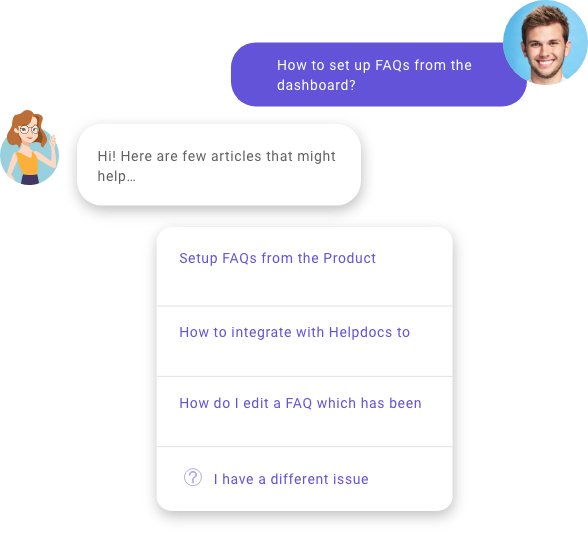 How to set up FAQs from the
dashboard?
Hi! Here are few articles that might
help...
Setup FAQs from the Product
How to integrate with Helpdocs to
How do I edit a FAQ which has been
? I have a different issue